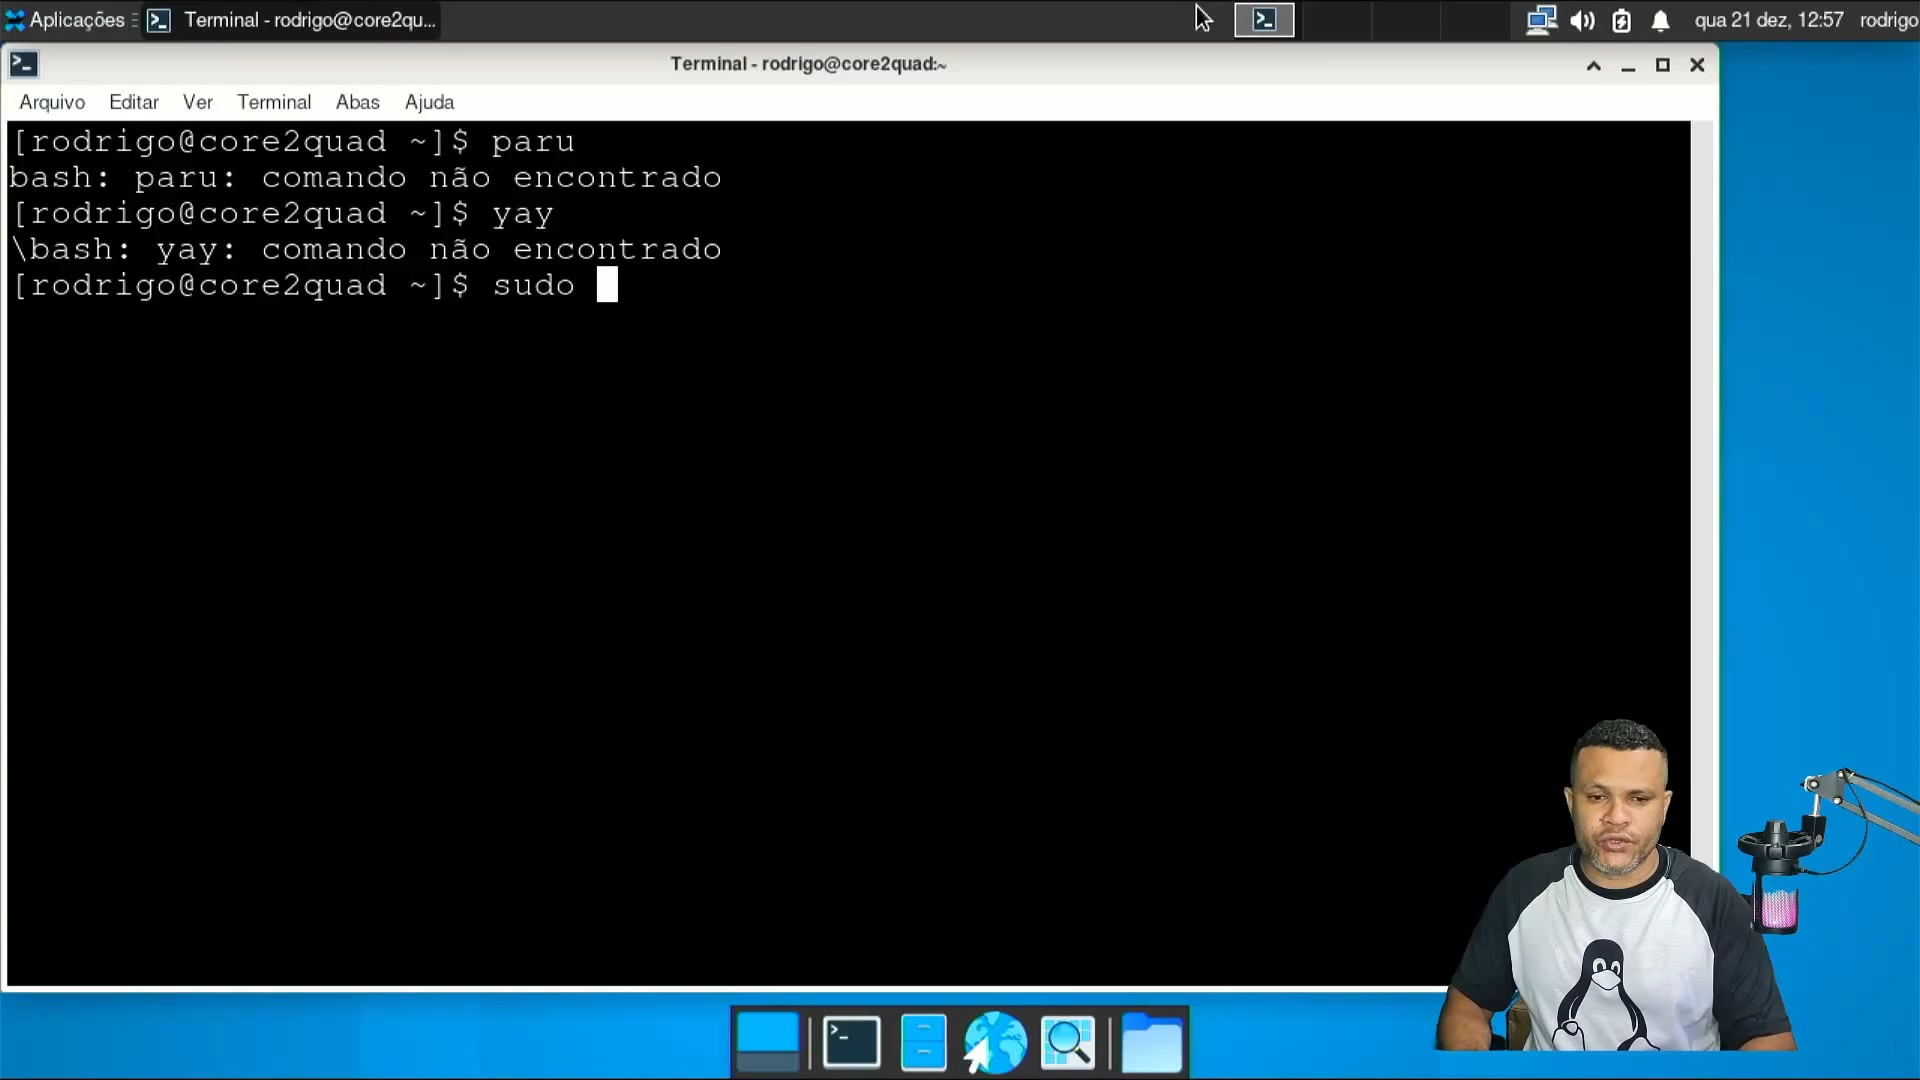 Aplicações
Terminal - rodrigo@core2qu...
qua 21 dez, 12:57
rodrigo
Terminal - rodrigo@core2quad:~
Arquivo Editar Ver Terminal Abas Ajuda
[rodrigo@core2quad ~]$ paru
bash: paru: comando não encontrado
[rodrigo@core2quad ~]$ yay
\bash: yay: comando não encontrado
[rodrigo@core2quad ~]$ sudo